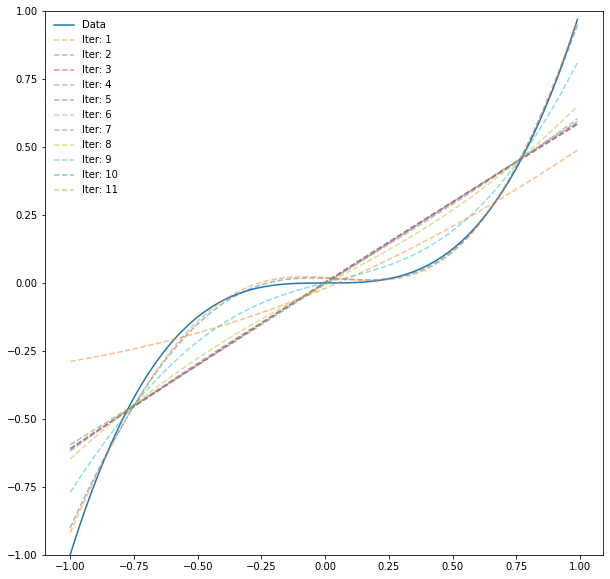 1.00
0.75
0.50
0.25
0.00
−0.25
−0.50
−0.75
−1.00
Data
Iter: 1
Iter: 2
Iter: 3
Iter: 4
Iter: 5
Iter: 6
Iter: 7
Iter: 8
Iter: 9
Iter: 10
Iter: 11
−1.00 −0.75 −0.50 −0.25 0.00 0.25 0.50 0.75 1.00